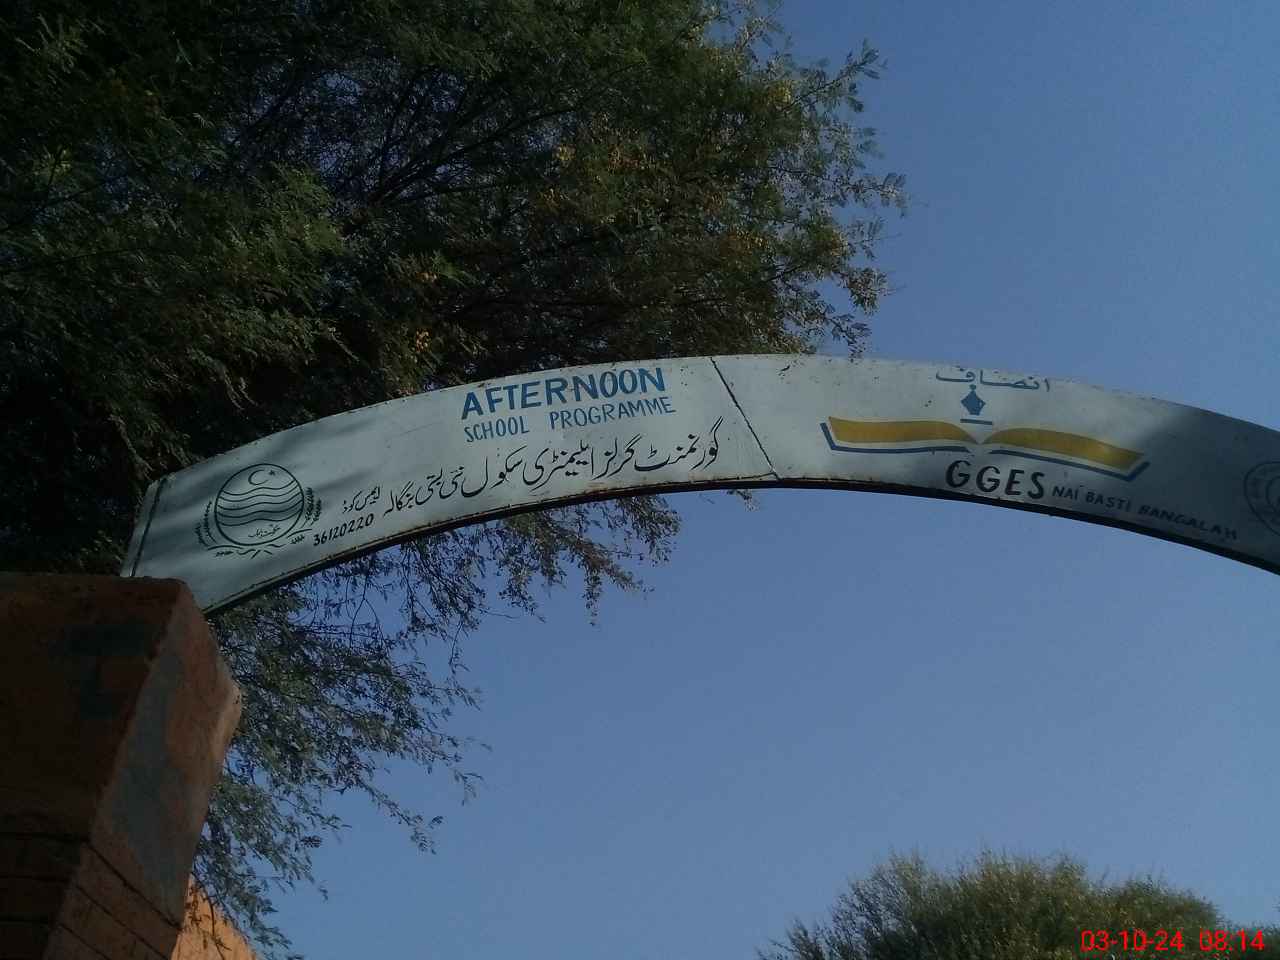 AFTERNOON
SCHOOL PROGRAMME
گورنمنٹ گرلز ایلیمنٹری سکول نئی بستی بنگالہ
ایمس کوڈ
36120220
انصاف
GGES NAI BASTI BANGALAH
03-10-24 08:14